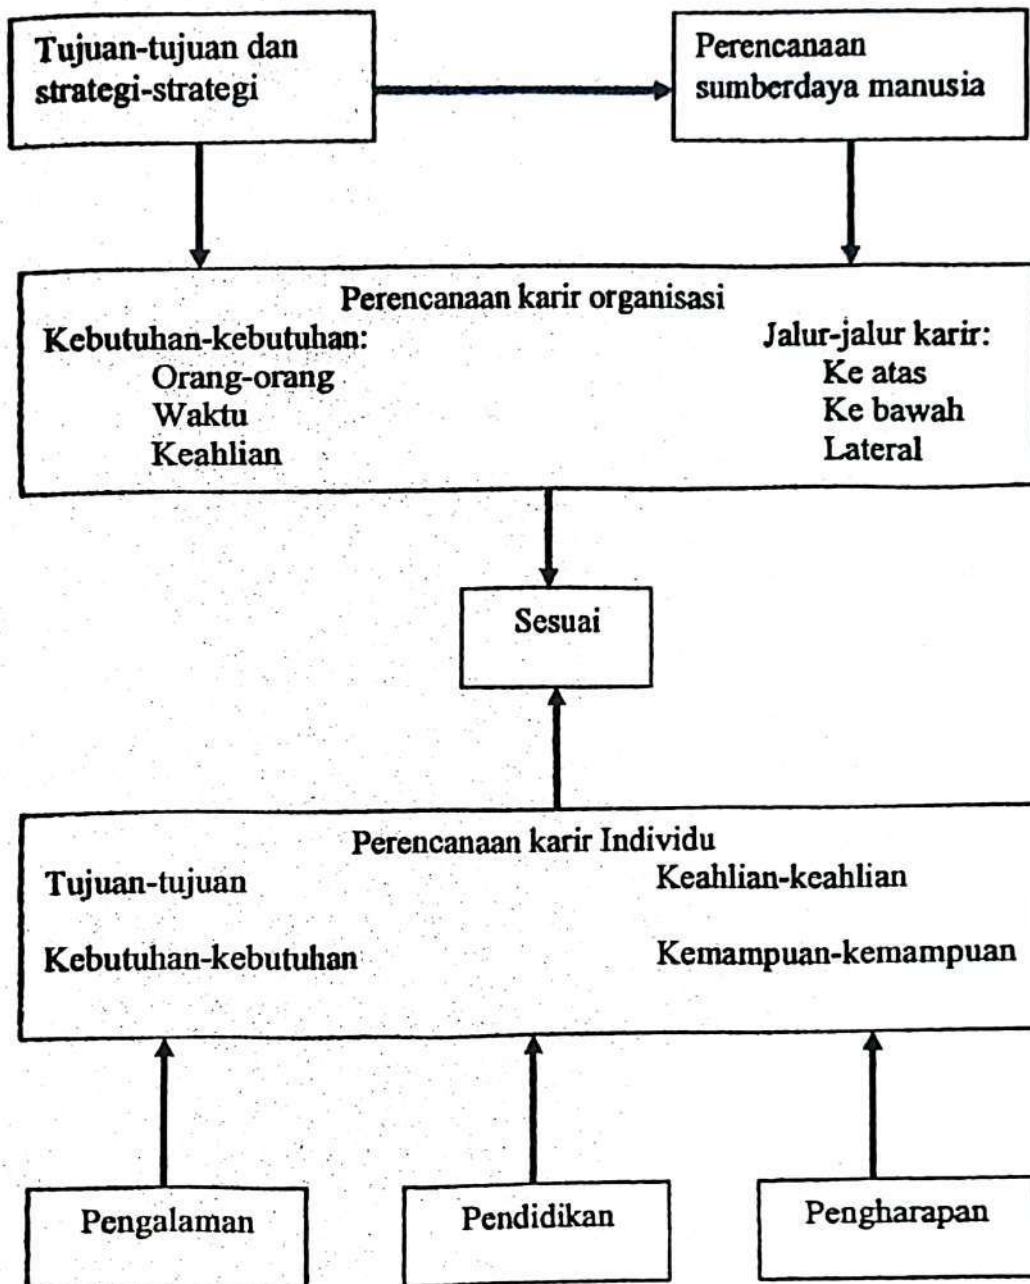 Tujuan-tujuan dan
strategi-strategi
Perencanaan
sumberdaya manusia
Perencanaan karir organisasi
Kebutuhan-kebutuhan:
Orang-orang
Waktu
Keahlian
Jalur-jalur karir:
Ke atas
Ke bawah
Lateral
Sesuai
Perencanaan karir Individu
Tujuan-tujuan
Keahlian-keahlian
Kebutuhan-kebutuhan
Kemampuan-kemampuan
Pengalaman
Pendidikan
Pengharapan